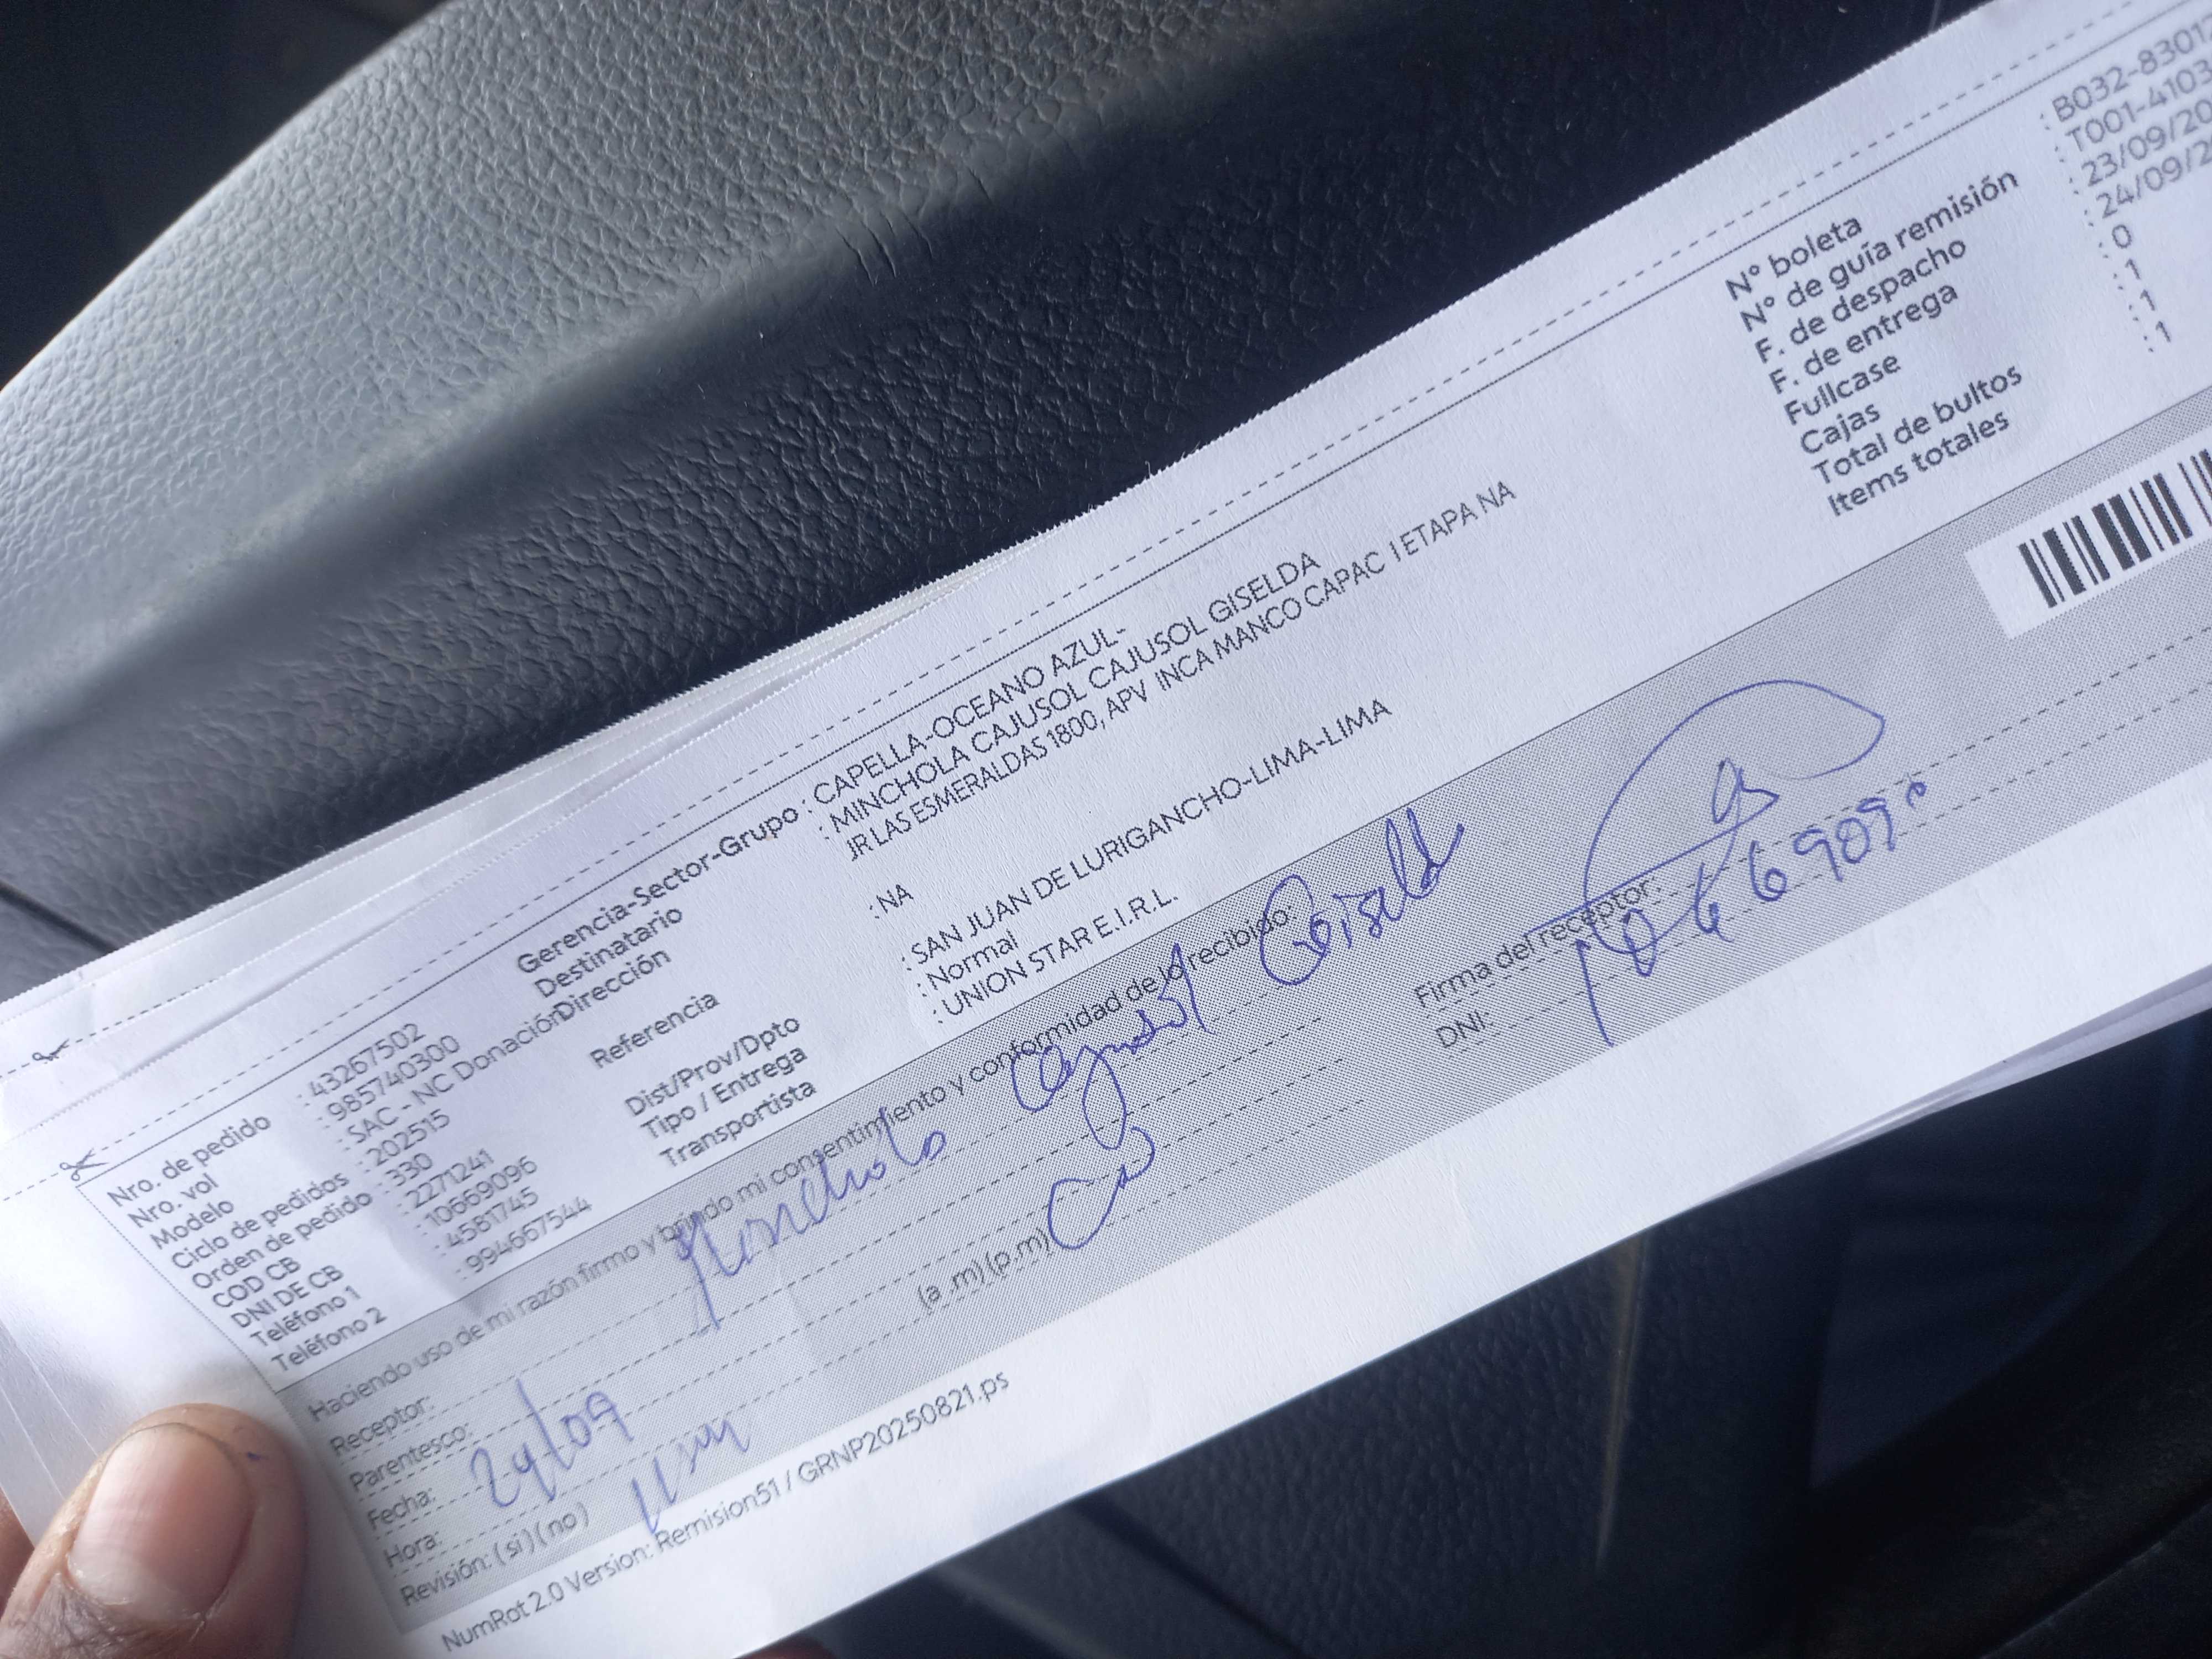 Nro. de pedido : 43267502
Nro. vol : 985740300
Modelo : SAC - NC Donación
Ciclo de pedidos : 202515
Orden de pedido : 330
COD CB : 2271241
DNI DE CB : 10669096
Teléfono 1 : 4581745
Teléfono 2 : 994667544
Gerencia-Sector-Grupo : CAPELLA-OCEANO AZUL-
Destinatario : MINCHOLA CAJUSOL CAJUSOL GISELDA
Dirección JR LAS ESMERALDAS 1800, APV INCA MANCO CAPAC I ETAPA NA
Referencia : NA
Dist/Prov/Dpto : SAN JUAN DE LURIGANCHO-LIMA-LIMA
Tipo / Entrega : Normal
Transportista : UNION STAR E.I.R.L.
N° boleta : B032-8301
N° de guía remisión : T001-4103
F. de despacho : 23/09/20
F. de entrega : 24/09/2
Fullcase : 0
Cajas : 1
Total de bultos : 1
Items totales : 1
Haciendo uso de mi razón firmo y brindo mi consentimiento y conformidad de lo recibido:
Receptor: Minchola Cajusol Giselda
Parentesco:
Fecha: 24/09
Hora: (a .m) (p.m)
Revisión: (si) (no)
Firma del receptor:
DNI:
NumRot 2.0 Version: Remision51 / GRNP20250821.ps